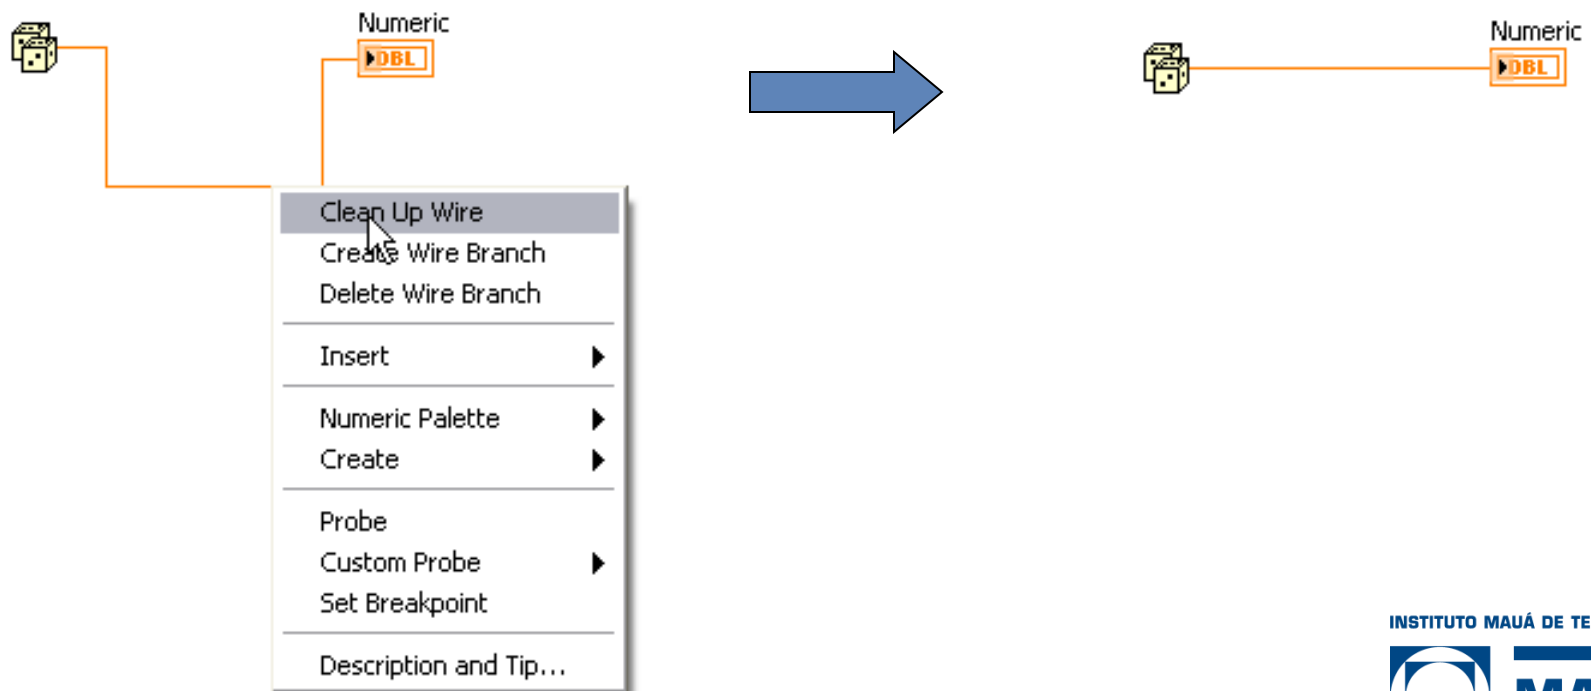 Numeric
DBL
Numeric
DBL
Clean Up Wire
Create Wire Branch
Delete Wire Branch
Insert
Numeric Palette
Create
Probe
Custom Probe
Set Breakpoint
Description and Tip...
INSTITUTO MAUÁ DE TE
MA